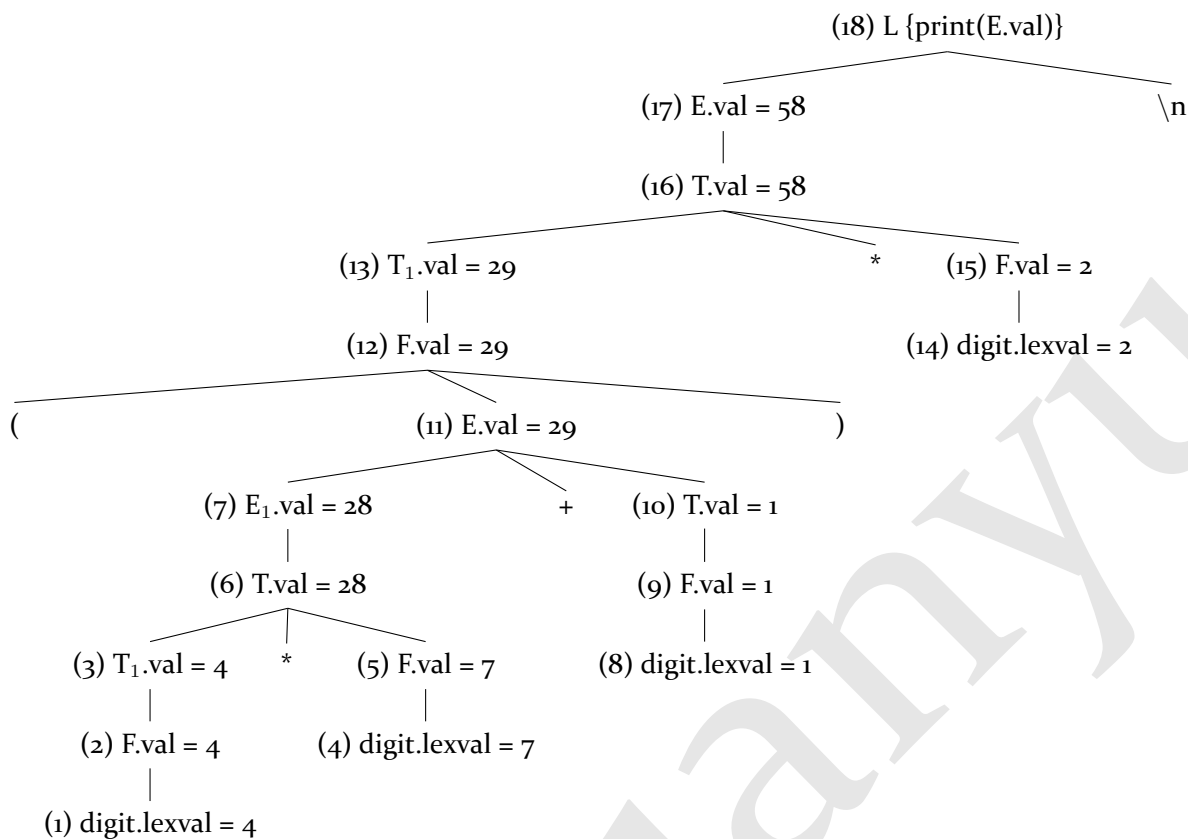 (18) L {print(E.val)}
(17) E.val = 58 \n
(16) T.val = 58
(13) T₁.val = 29 * (15) F.val = 2
(12) F.val = 29 (14) digit.lexval = 2
( (11) E.val = 29 )
(7) E₁.val = 28 + (10) T.val = 1
(6) T.val = 28 (9) F.val = 1
(3) T₁.val = 4 * (5) F.val = 7 (8) digit.lexval = 1
(2) F.val = 4 (4) digit.lexval = 7
(1) digit.lexval = 4